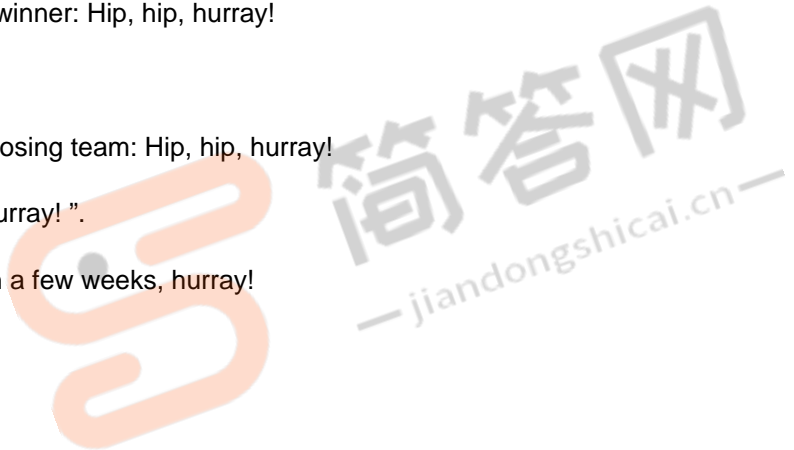 winner: Hip, hip, hurray!
osing team: Hip, hip, hurray!
urray! ”.
a few weeks, hurray!
简答网
jiandongshicai.cn